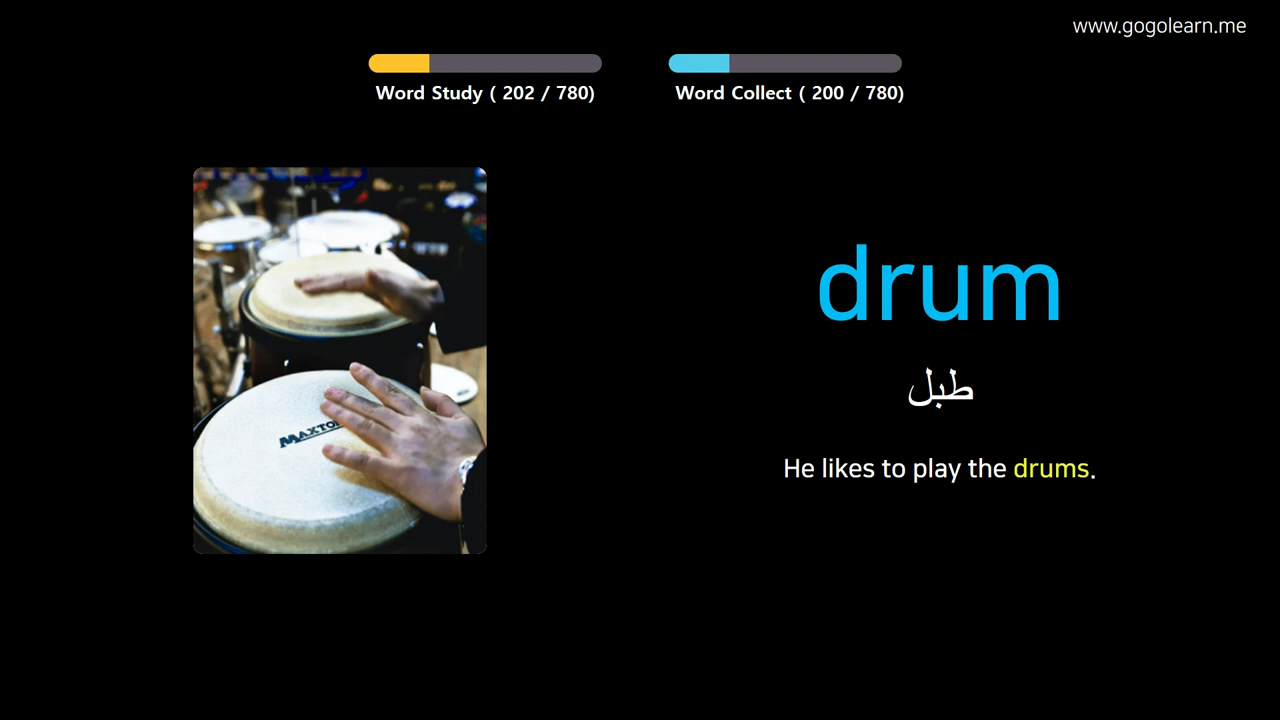 www.gogolearn.me
Word Study ( 202 / 780)
Word Collect ( 200 / 780)
drum
طبل
He likes to play the drums.